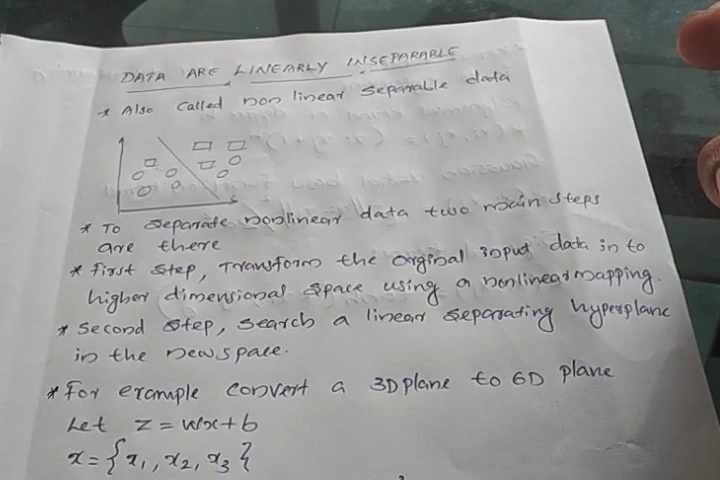 DATA ARE LINEARLY INSEPARABLE
* Also called non linear separable data
* To separate nonlinear data two main steps
are there
* First step, Transform the orginal input data in to
higher dimensional space using a nonlinear mapping.
* Second step, search a linear separating hyperplane
in the new space.
* For example convert a 3D plane to 6D plane
Let z = wx + b
x = {x1, x2, x3}